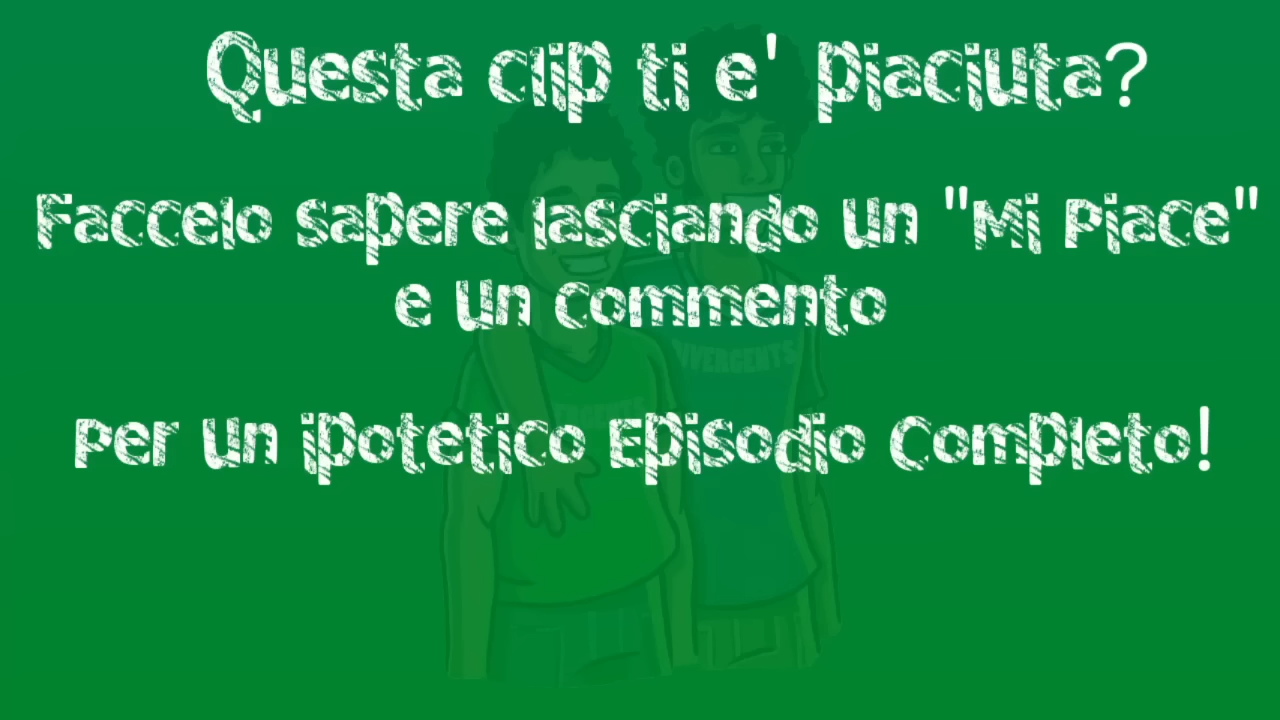 Questa clip ti e' piaciuta?
Faccelo sapere lasciando un "Mi Piace"
e un commento
per un ipotetico Episodio Completo!